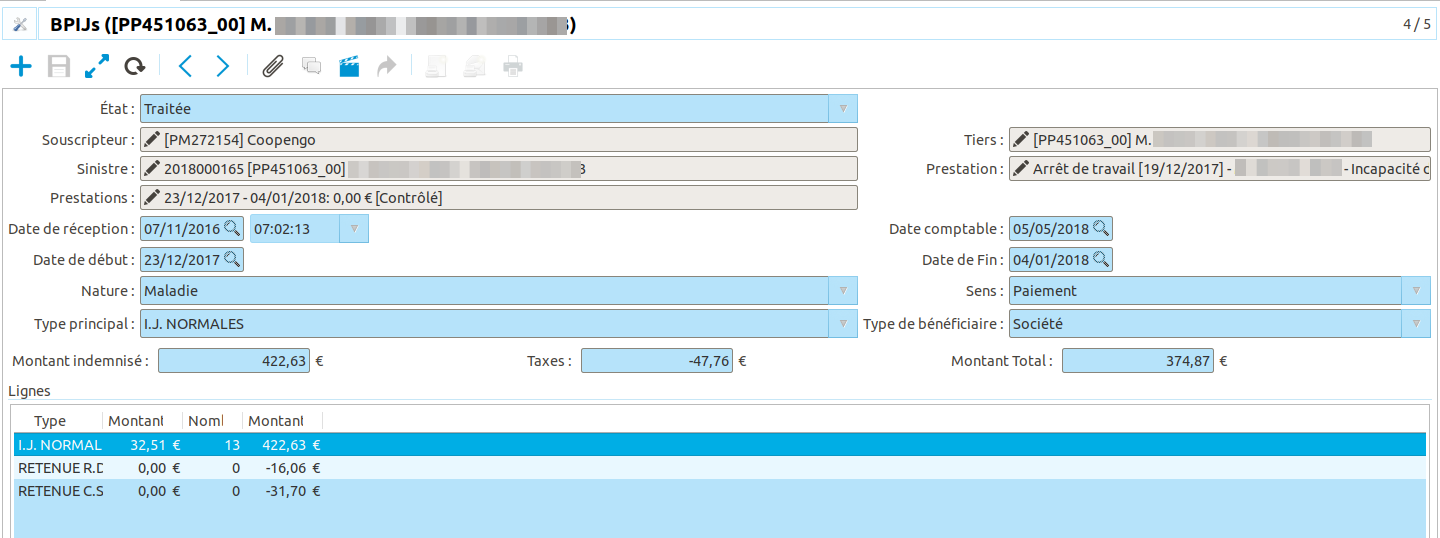 BPIJs ([PP451063_00] M. ) 4 / 5
État : Traitée
Souscripteur : [PM272154] Coopengo Tiers : [PP451063_00] M.
Sinistre : 2018000165 [PP451063_00] Prestation : Arrêt de travail [19/12/2017] - - Incapacité
Prestations : 23/12/2017 - 04/01/2018: 0,00 € [Contrôlé]
Date de réception : 07/11/2016 07:02:13 Date comptable : 05/05/2018
Date de début : 23/12/2017 Date de Fin : 04/01/2018
Nature : Maladie Sens : Paiement
Type principal : I.J. NORMALES Type de bénéficiaire : Société
Montant indemnisé : 422,63 € Taxes : -47,76 € Montant Total : 374,87 €
Lignes
Type Montant Noml Montant
I.J. NORMAL 32,51 € 13 422,63 €
RETENUE R.D 0,00 € 0 -16,06 €
RETENUE C.S 0,00 € 0 -31,70 €